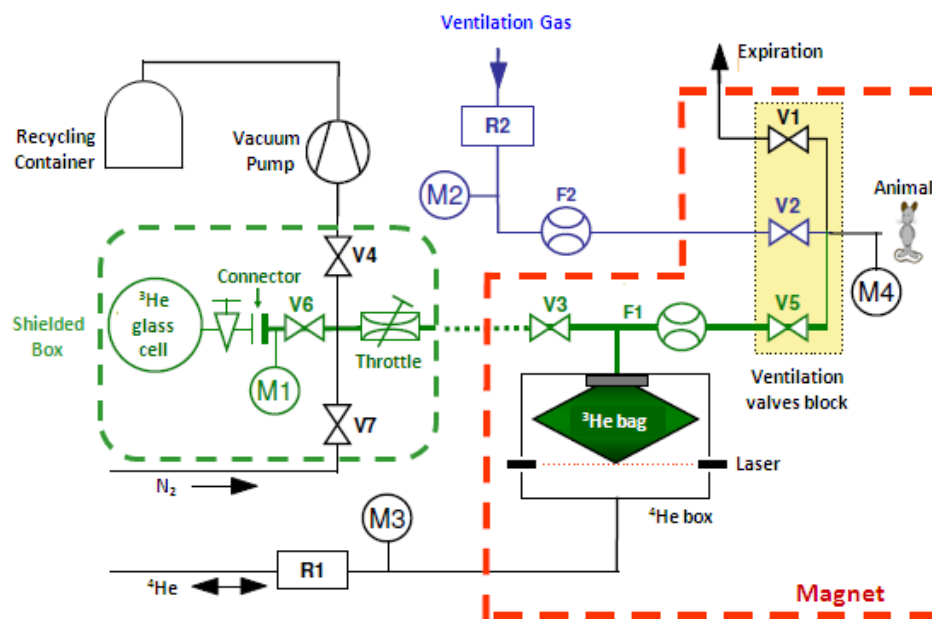 Ventilation Gas
Expiration
Recycling
Container
Vacuum
Pump
R2
V1
M2
F2
V2
Animal
M4
V4
Connector
Shielded
Box
³He
glass
cell
V6
M1
Throttle
V3
F1
V5
Ventilation
valves block
V7
³He bag
Laser
N₂
⁴He box
M3
⁴He
R1
Magnet